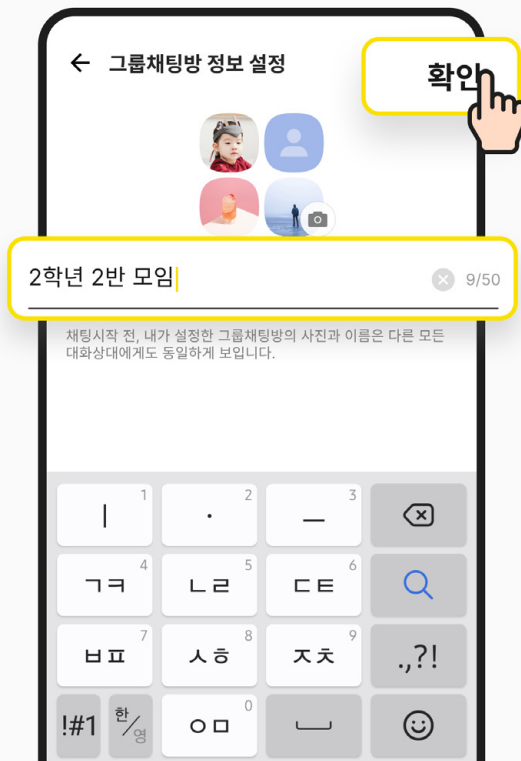 ← 그룹채팅방 정보 설정
확인
2학년 2반 모임
9/50
채팅시작 전, 내가 설정한 그룹채팅방의 사진과 이름은 다른 모든
대화상대에게도 동일하게 보입니다.
ㅣ 1 · 2 ㅡ 3
ㄱㅋ 4 ㄴㄹ 5 ㄷㅌ 6
ㅂㅍ 7 ㅅㅎ 8 ㅈㅊ 9 .,?!
!#1 한/영 ㅇㅁ 0